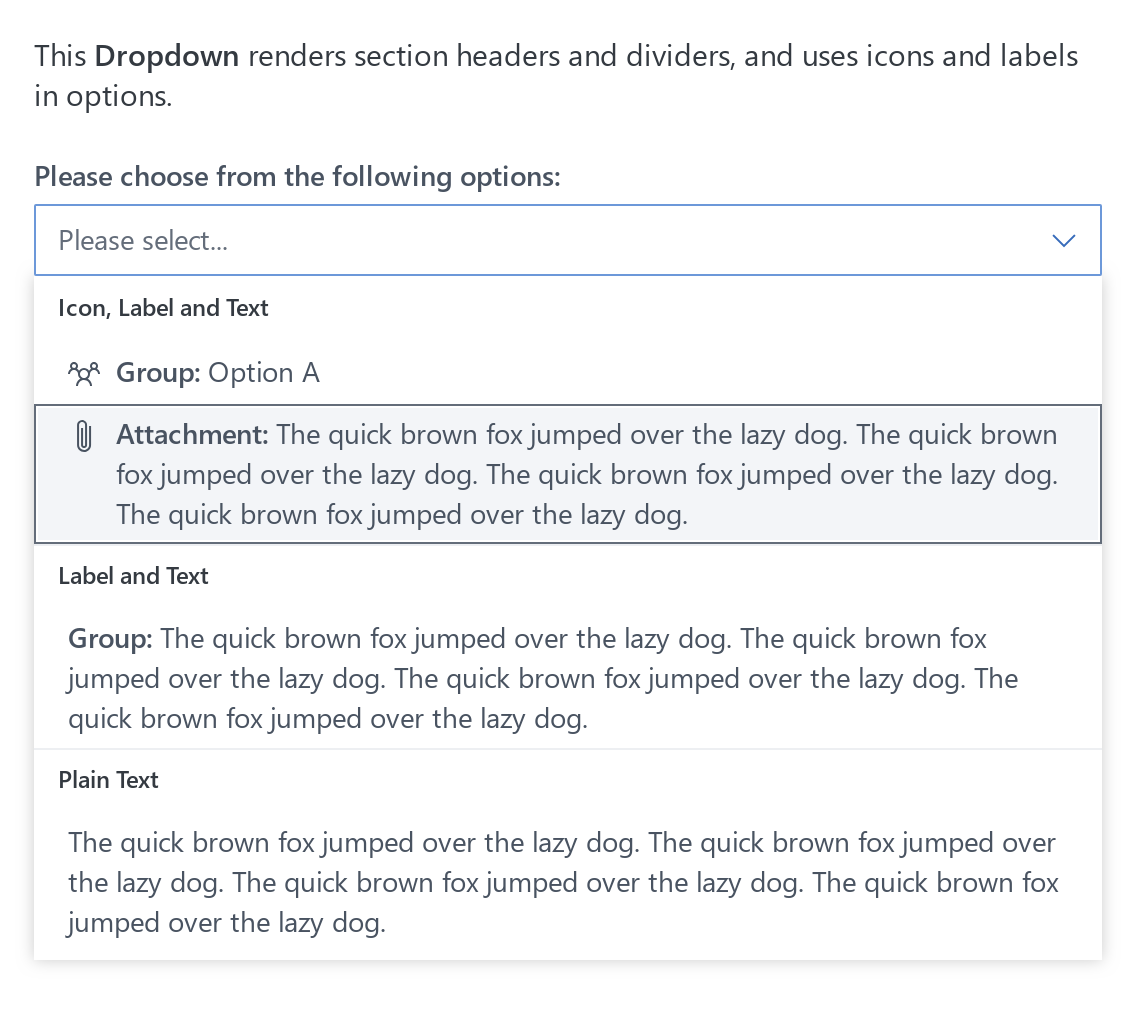 This Dropdown renders section headers and dividers, and uses icons and labels
in options.
Please choose from the following options:
Please select...
Icon, Label and Text
Group: Option A
Attachment: The quick brown fox jumped over the lazy dog. The quick brown
fox jumped over the lazy dog. The quick brown fox jumped over the lazy dog.
The quick brown fox jumped over the lazy dog.
Label and Text
Group: The quick brown fox jumped over the lazy dog. The quick brown fox
jumped over the lazy dog. The quick brown fox jumped over the lazy dog. The
quick brown fox jumped over the lazy dog.
Plain Text
The quick brown fox jumped over the lazy dog. The quick brown fox jumped over
the lazy dog. The quick brown fox jumped over the lazy dog. The quick brown fox
jumped over the lazy dog.